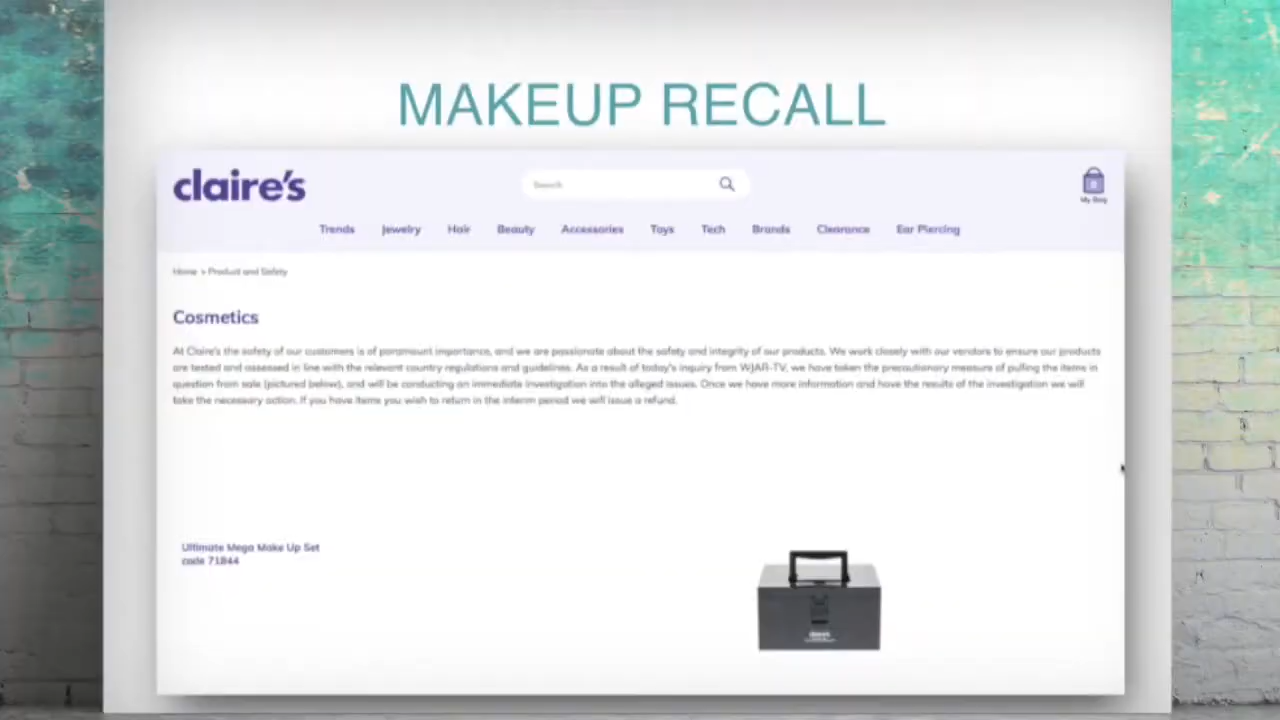 MAKEUP RECALL
claire's
Search
My Bag
Trends Jewelry Hair Beauty Accessories Toys Tech Brands Clearance Ear Piercing
Home > Product and Safety
Cosmetics
At Claire's the safety of our customers is of paramount importance, and we are passionate about the safety and integrity of our products. We work closely with our vendors to ensure our products
are tested and assessed in line with the relevant country regulations and guidelines. As a result of today's inquiry from WJAR-TV, we have taken the precautionary measure of pulling the items in
question from sale (pictured below), and will be conducting an immediate investigation into the alleged issues. Once we have more information and have the results of the investigation we will
take the necessary action. If you have items you wish to return in the interim period we will issue a refund.
Ultimate Mega Make Up Set
code 71844